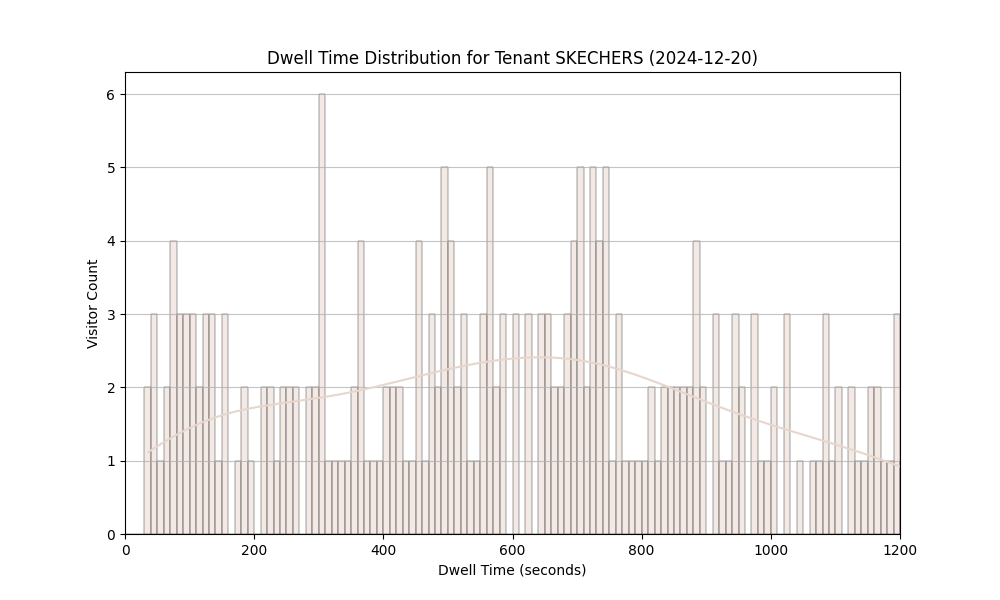 Dwell Time Distribution for Tenant SKECHERS (2024-12-20)
Visitor Count
6
5
4
3
2
1
0
0 200 400 600 800 1000 1200
Dwell Time (seconds)